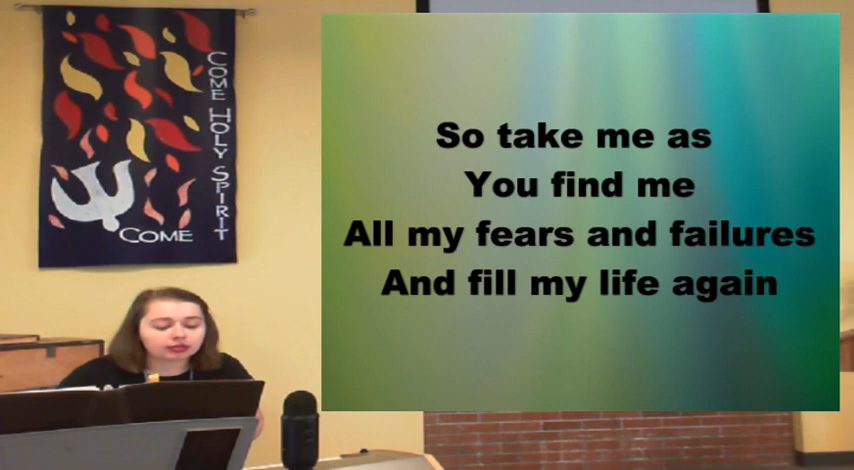 COME HOLY SPIRIT
COME
So take me as
You find me
All my fears and failures
And fill my life again